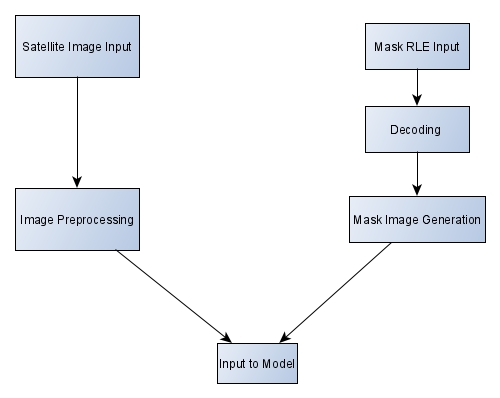 Satellite Image Input
Mask RLE Input
Decoding
Image Preprocessing
Mask Image Generation
Input to Model